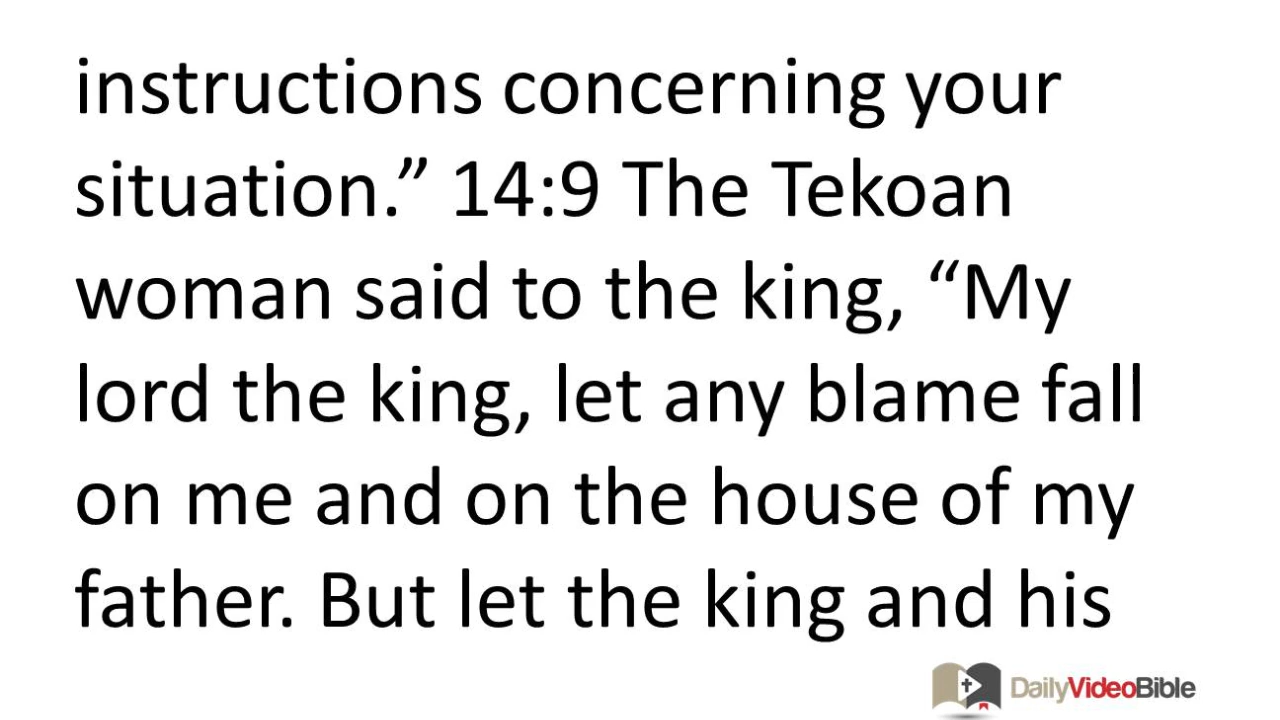 instructions concerning your
situation.” 14:9 The Tekoan
woman said to the king, “My
lord the king, let any blame fall
on me and on the house of my
father. But let the king and his
DailyVideoBible